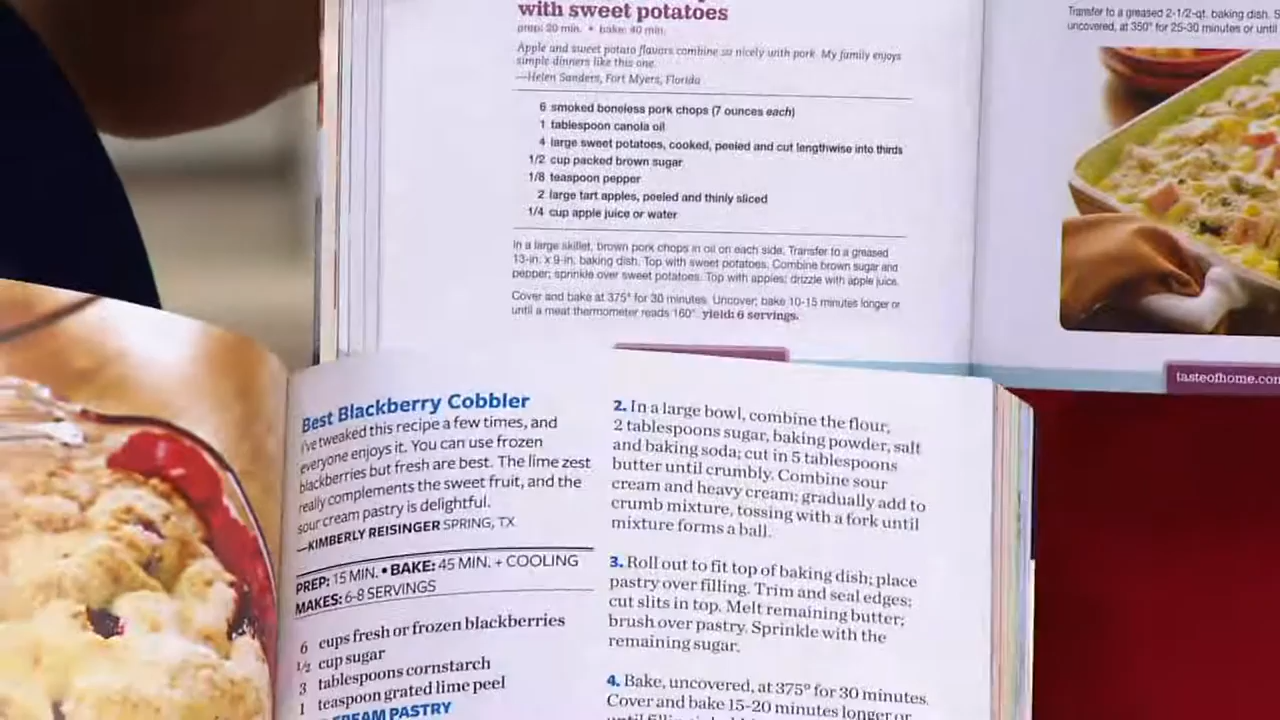 with sweet potatoes
prep: 20 min. • bake: 40 min.
Apple and sweet potato flavors combine so nicely with pork. My family enjoys
simple dinners like this one.
—Helen Sanders, Fort Myers, Florida
6 smoked boneless pork chops (7 ounces each)
1 tablespoon canola oil
4 large sweet potatoes, cooked, peeled and cut lengthwise into thirds
1/2 cup packed brown sugar
1/8 teaspoon pepper
2 large tart apples, peeled and thinly sliced
1/4 cup apple juice or water
In a large skillet, brown pork chops in oil on each side. Transfer to a greased
13-in. x 9-in. baking dish. Top with sweet potatoes. Combine brown sugar and
pepper; sprinkle over sweet potatoes. Top with apples; drizzle with apple juice.
Cover and bake at 375° for 30 minutes. Uncover; bake 10-15 minutes longer or
until a meat thermometer reads 160°. yield: 6 servings.
Transfer to a greased 2-1/2-qt. baking dish.
uncovered, at 350° for 25-30 minutes or until
tasteofhome.com
Best Blackberry Cobbler
I've tweaked this recipe a few times, and
everyone enjoys it. You can use frozen
blackberries but fresh are best. The lime zest
really complements the sweet fruit, and the
sour cream pastry is delightful.
—KIMBERLY REISINGER SPRING, TX
PREP: 15 MIN. • BAKE: 45 MIN. + COOLING
MAKES: 6-8 SERVINGS
6 cups fresh or frozen blackberries
1/2 cup sugar
3 tablespoons cornstarch
1 teaspoon grated lime peel
CREAM PASTRY
2. In a large bowl, combine the flour,
2 tablespoons sugar, baking powder, salt
and baking soda; cut in 5 tablespoons
butter until crumbly. Combine sour
cream and heavy cream; gradually add to
crumb mixture, tossing with a fork until
mixture forms a ball.
3. Roll out to fit top of baking dish; place
pastry over filling. Trim and seal edges;
cut slits in top. Melt remaining butter;
brush over pastry. Sprinkle with the
remaining sugar.
4. Bake, uncovered, at 375° for 30 minutes.
Cover and bake 15-20 minutes longer or